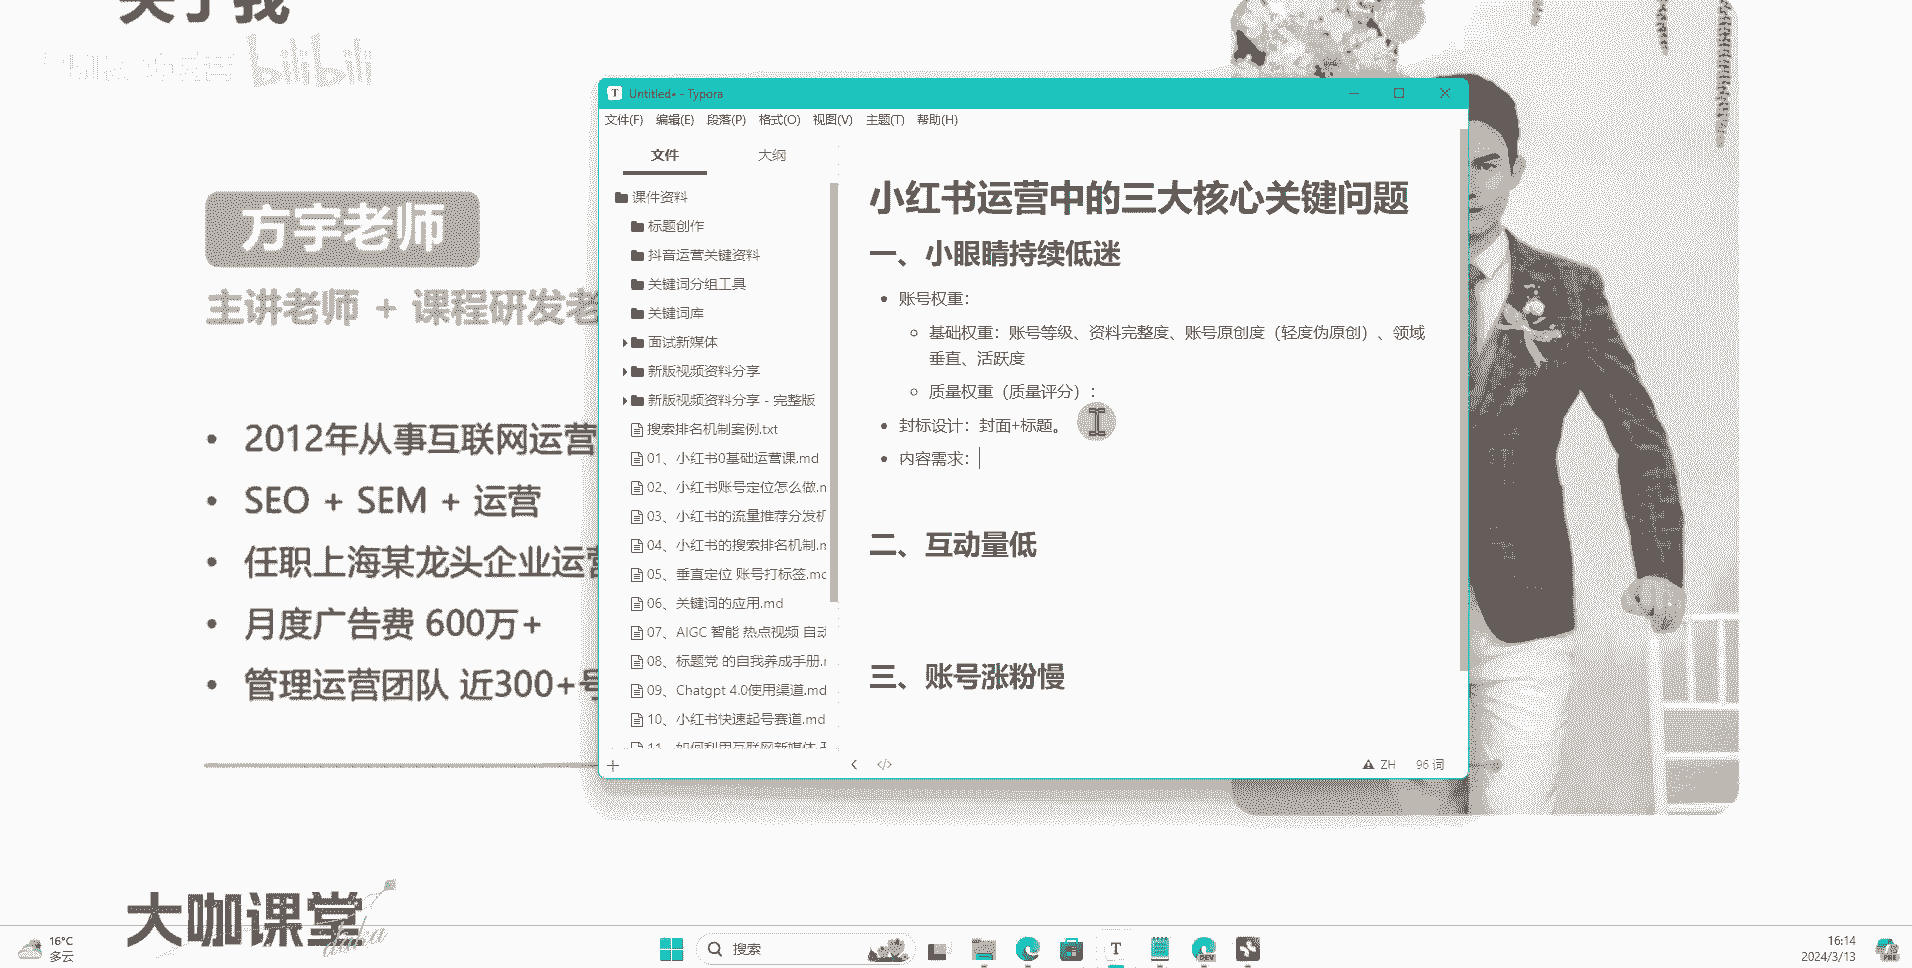 关于我
bilibili
方宇老师
主讲老师 + 课程研发老
• 2012年从事互联网运营
• SEO + SEM + 运营
• 任职上海某龙头企业运营
• 月度广告费 600万+
• 管理运营团队 近300+号
大咖课堂
Untitled• - Typora
文件(F) 编辑(E) 段落(P) 格式(O) 视图(V) 主题(T) 帮助(H)
文件 大纲
课件资料
标题创作
抖音运营关键资料
关键词分组工具
关键词库
面试新媒体
新版视频资料分享
新版视频资料分享 - 完整版
搜索排名机制案例.txt
01、小红书0基础运营课.md
02、小红书账号定位怎么做.m
03、小红书的流量推荐分发机
04、小红书的搜索排名机制.m
05、垂直定位 账号打标签.md
06、关键词的应用.md
07、AIGC 智能 热点视频 自动
08、标题党 的自我养成手册.m
09、Chatgpt 4.0使用渠道.md
10、小红书快速起号赛道.md
11、如何利用互联网新媒体
小红书运营中的三大核心关键问题
一、小眼睛持续低迷
• 账号权重：
基础权重：账号等级、资料完整度、账号原创度（轻度伪原创）、领域
垂直、活跃度
质量权重（质量评分）：
• 封标设计：封面+标题。
• 内容需求：
二、互动量低
三、账号涨粉慢
ZH 96 词
16°C
多云
搜索
16:14
2024/3/13